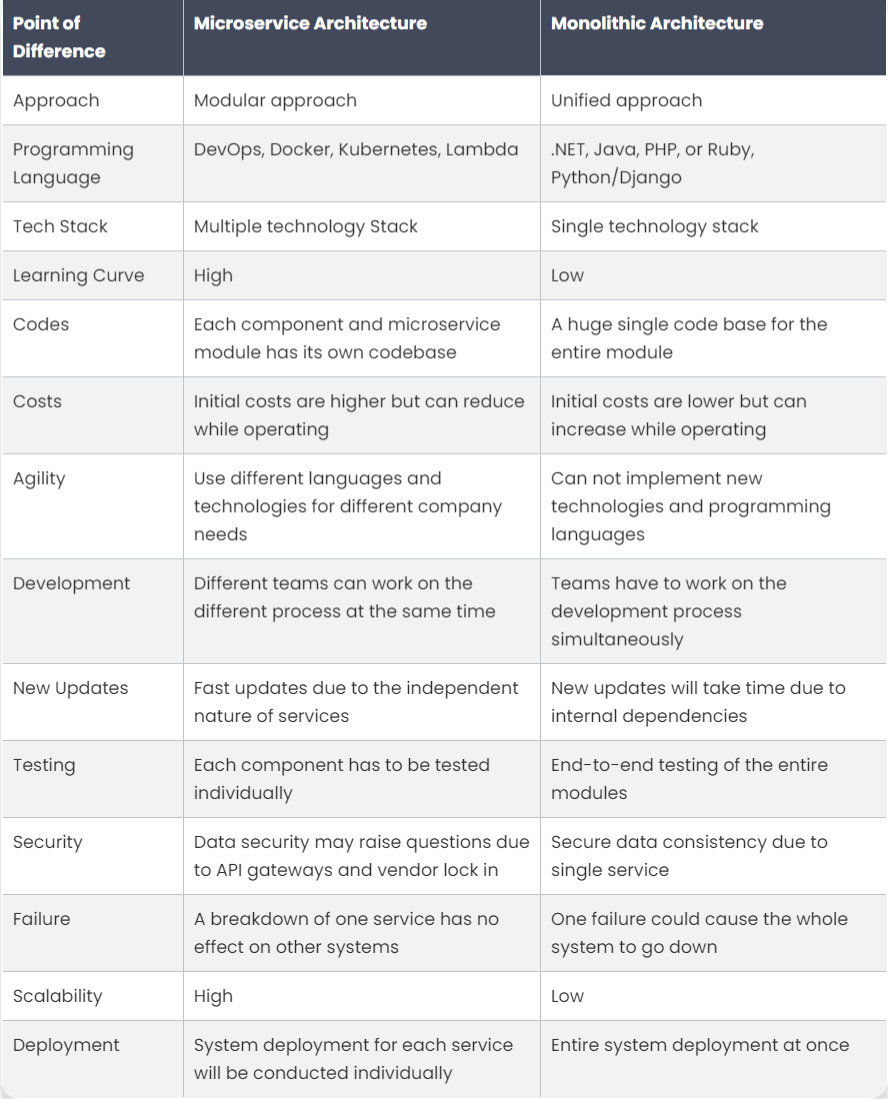 Point of
Difference
Microservice Architecture
Monolithic Architecture
Approach
Modular approach
Unified approach
Programming
Language
DevOps, Docker, Kubernetes, Lambda
.NET, Java, PHP, or Ruby,
Python/Django
Tech Stack
Multiple technology Stack
Single technology stack
Learning Curve
High
Low
Codes
Each component and microservice
module has its own codebase
A huge single code base for the
entire module
Costs
Initial costs are higher but can reduce
while operating
Initial costs are lower but can
increase while operating
Agility
Use different languages and
technologies for different company
needs
Can not implement new
technologies and programming
languages
Development
Different teams can work on the
different process at the same time
Teams have to work on the
development process
simultaneously
New Updates
Fast updates due to the independent
nature of services
New updates will take time due to
internal dependencies
Testing
Each component has to be tested
individually
End-to-end testing of the entire
modules
Security
Data security may raise questions due
to API gateways and vendor lock in
Secure data consistency due to
single service
Failure
A breakdown of one service has no
effect on other systems
One failure could cause the whole
system to go down
Scalability
High
Low
Deployment
System deployment for each service
will be conducted individually
Entire system deployment at once